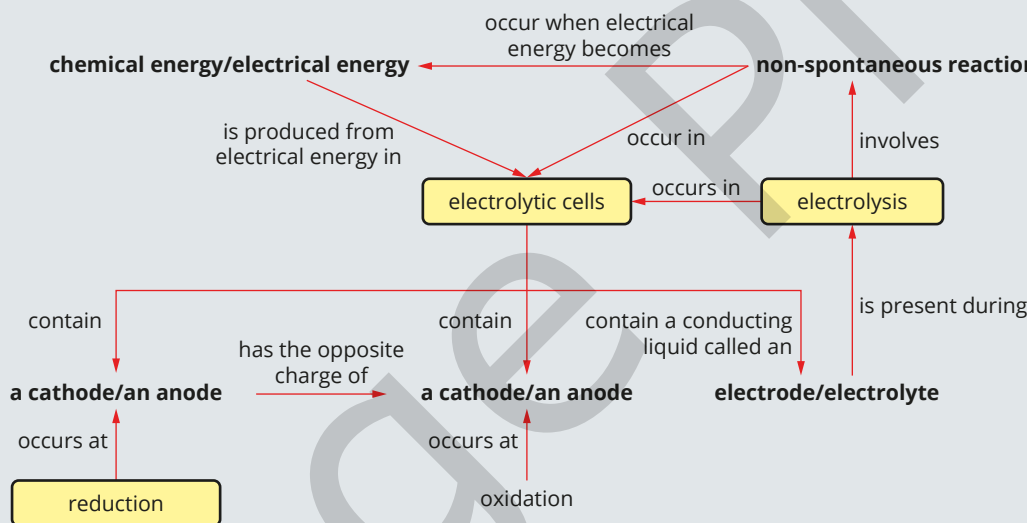 occur when electrical
energy becomes
chemical energy/electrical energy
non-spontaneous reaction
is produced from
electrical energy in
occur in
involves
electrolytic cells
occurs in
electrolysis
contain
contain
contain a conducting
liquid called an
is present during
has the opposite
charge of
a cathode/an anode
a cathode/an anode
electrode/electrolyte
occurs at
occurs at
reduction
oxidation